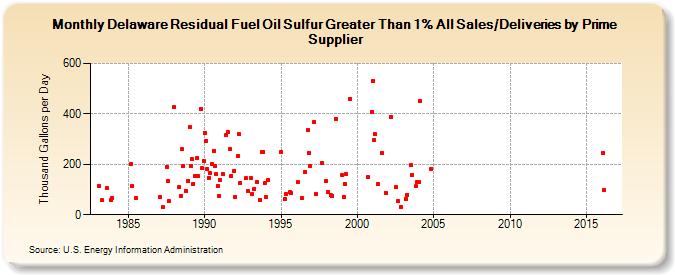 Monthly Delaware Residual Fuel Oil Sulfur Greater Than 1% All Sales/Deliveries by Prime
Supplier
Thousand Gallons per Day
600
400
200
0
1985 1990 1995 2000 2005 2010 2015
Source: U.S. Energy Information Administration